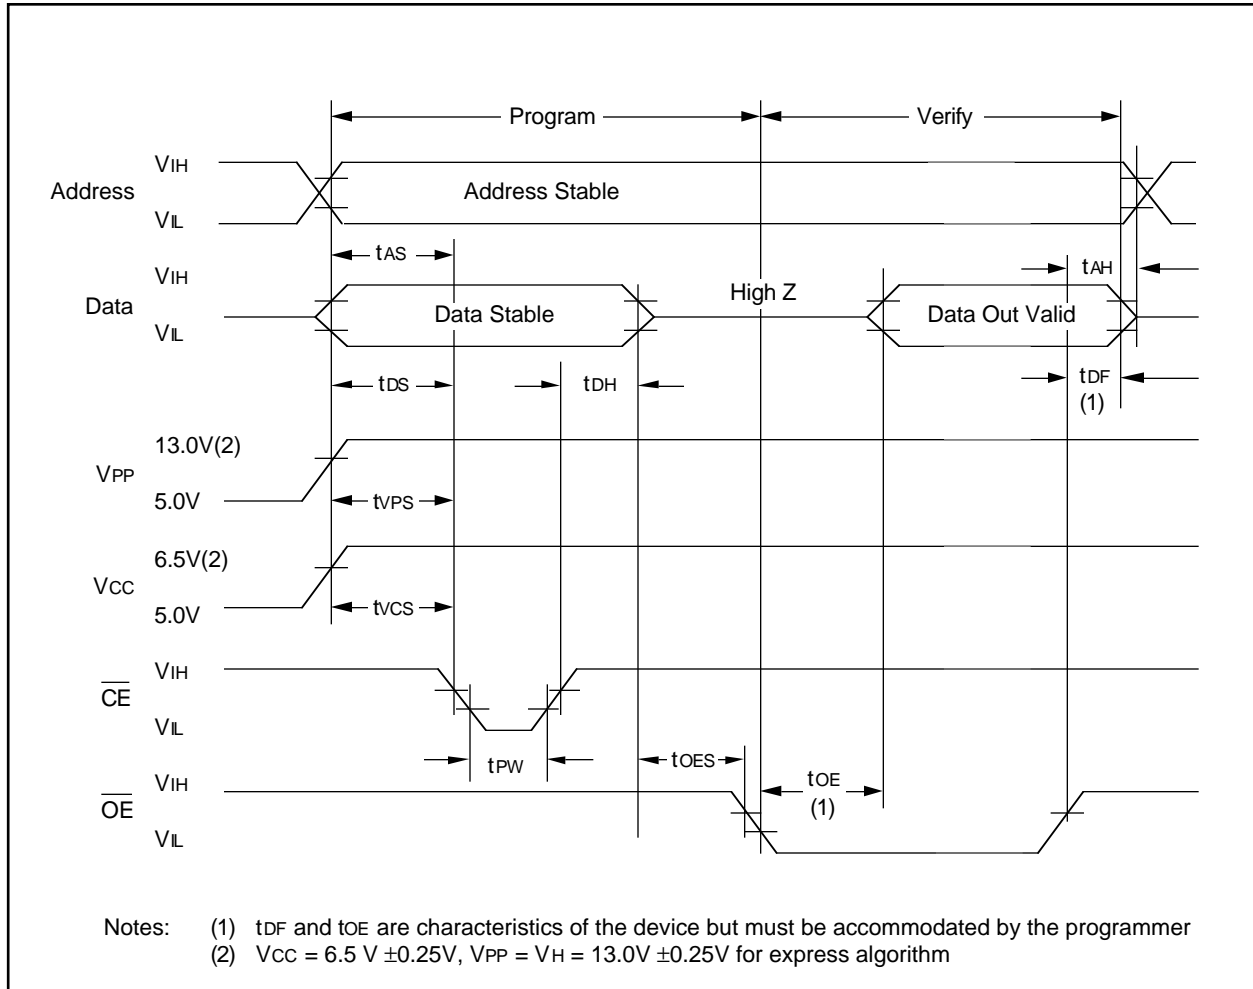 Program Verify
VIH
Address Address Stable
VIL
tAS
VIH tAH
Data Data Stable High Z Data Out Valid
VIL
tDS tDH tDF
(1)
13.0V(2)
VPP
5.0V tVPS
6.5V(2)
VCC
5.0V tVCS
VIH
CE
VIL
tPW tOES tOE
VIH
(1)
OE
VIL
Notes: (1) tDF and tOE are characteristics of the device but must be accommodated by the programmer
(2) VCC = 6.5 V ±0.25V, VPP = VH = 13.0V ±0.25V for express algorithm